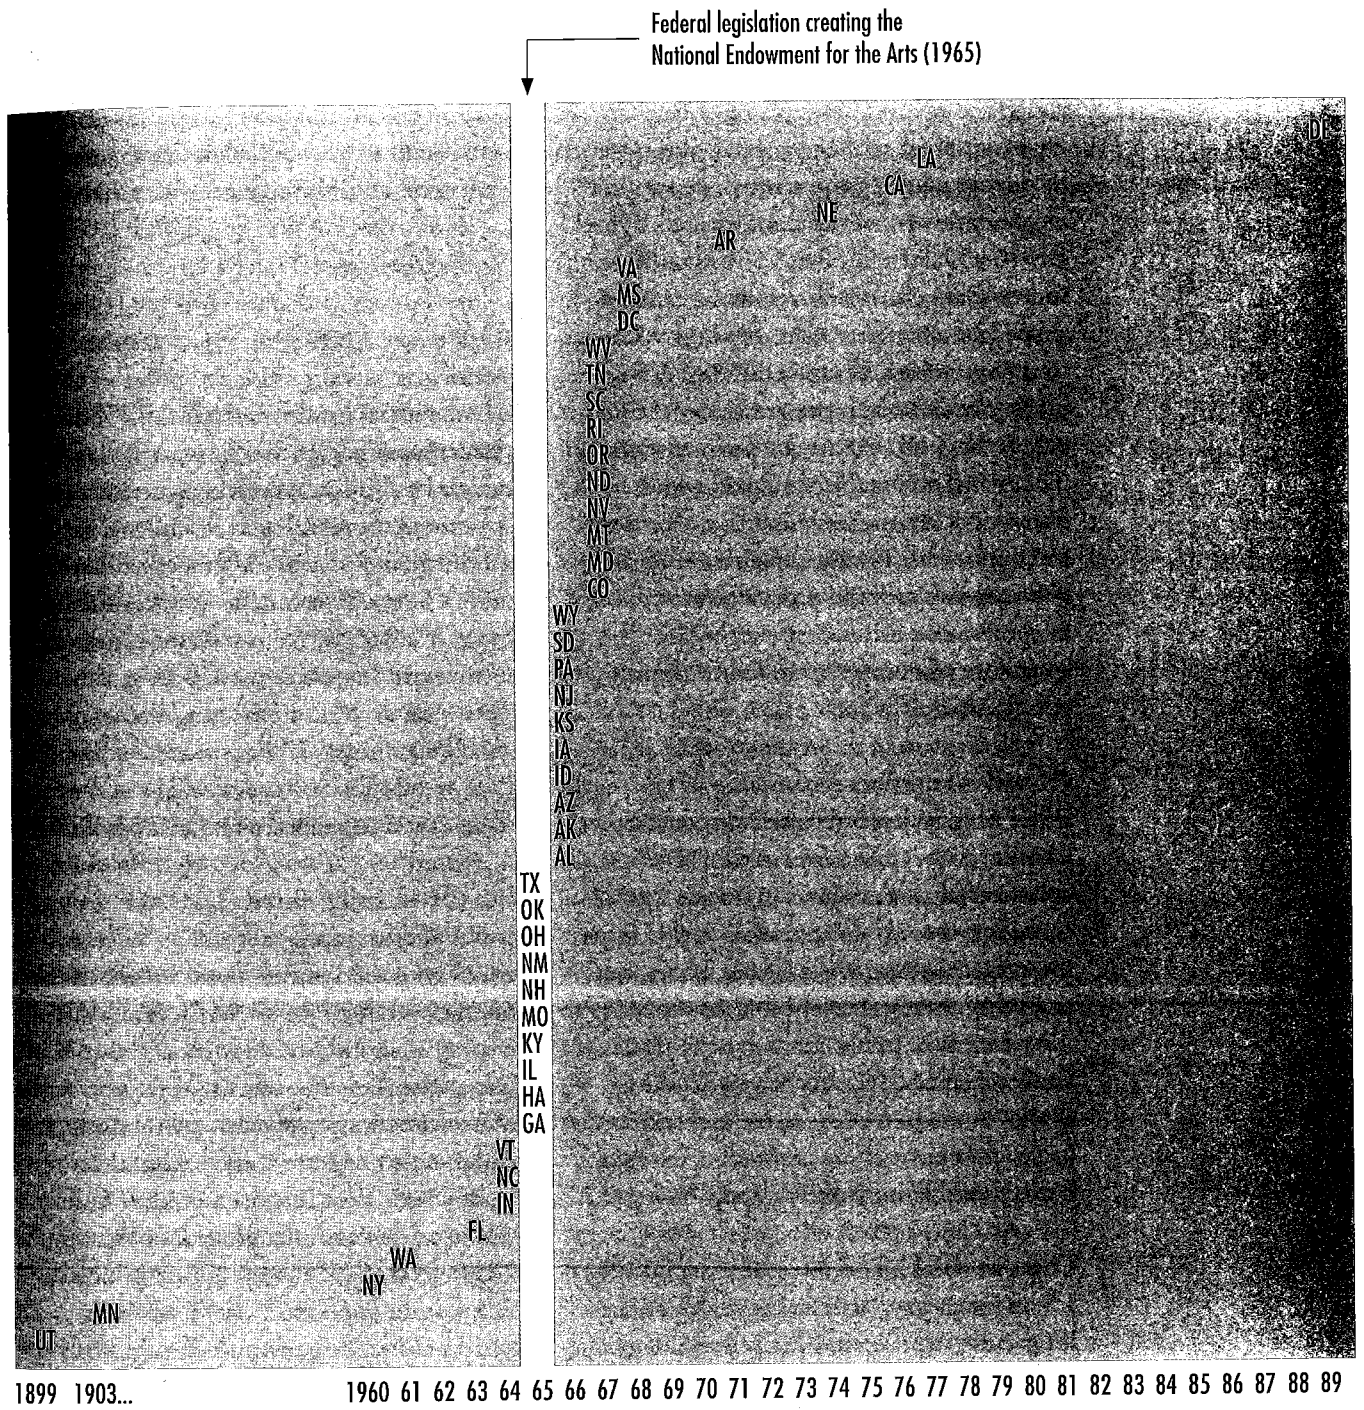 Federal legislation creating the
National Endowment for the Arts (1965)
DE
LA
CA
NE
AR
VA
MS
DC
WV
TN
SC
RI
OR
ND
NV
MT
MD
CO
WY
SD
PA
NJ
KS
IA
ID
AZ
AK
AL
TX
OK
OH
NM
NH
MO
KY
IL
HA
GA
VT
NC
IN
FL
WA
NY
MN
UT
1899 1903... 1960 61 62 63 64 65 66 67 68 69 70 71 72 73 74 75 76 77 78 79 80 81 82 83 84 85 86 87 88 89